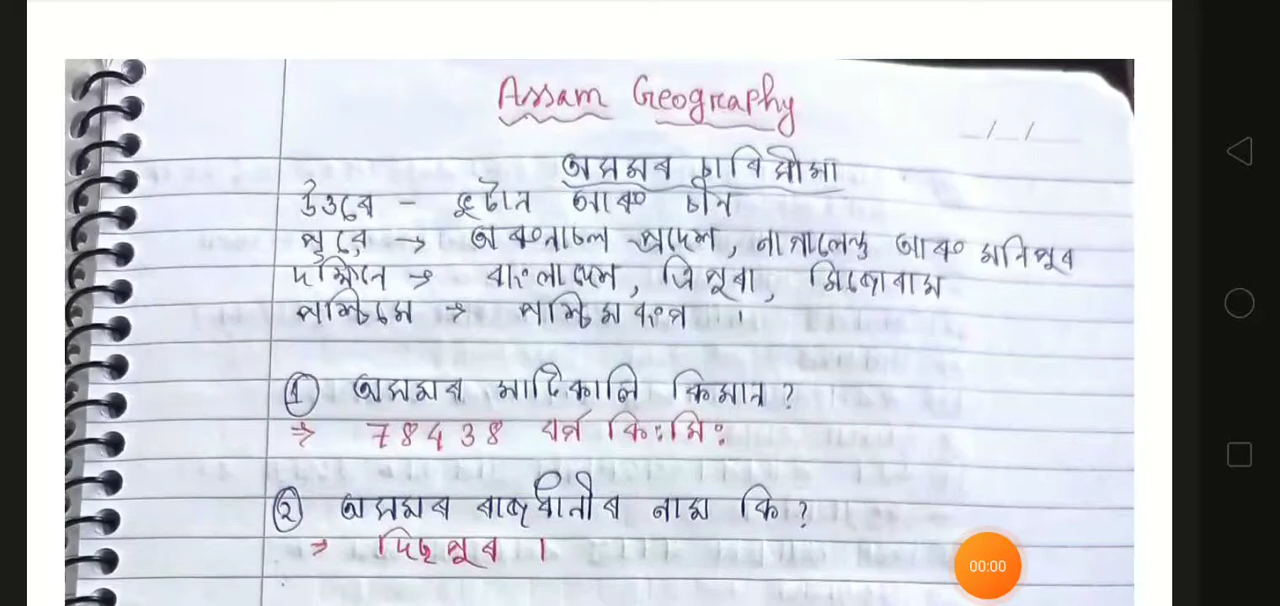 Assam Geography
অসমৰ চাৰিসীমা
উত্তৰে - ভূটান আৰু চীন
পূৱে → অৰুনাচল প্ৰদেশ, নাগালেণ্ড আৰু মনিপুৰ
দক্ষিনে → বাংলাদেশ, ত্ৰিপুৰা, মিজোৰাম
পশ্চিমে → পশ্চিমবংগ ।
① অসমৰ মাটিকালি কিমান?
⇒ 78438 বৰ্গ কি:মি:
② অসমৰ ৰাজধানীৰ নাম কি?
⇒ দিছপুৰ ।
00:00